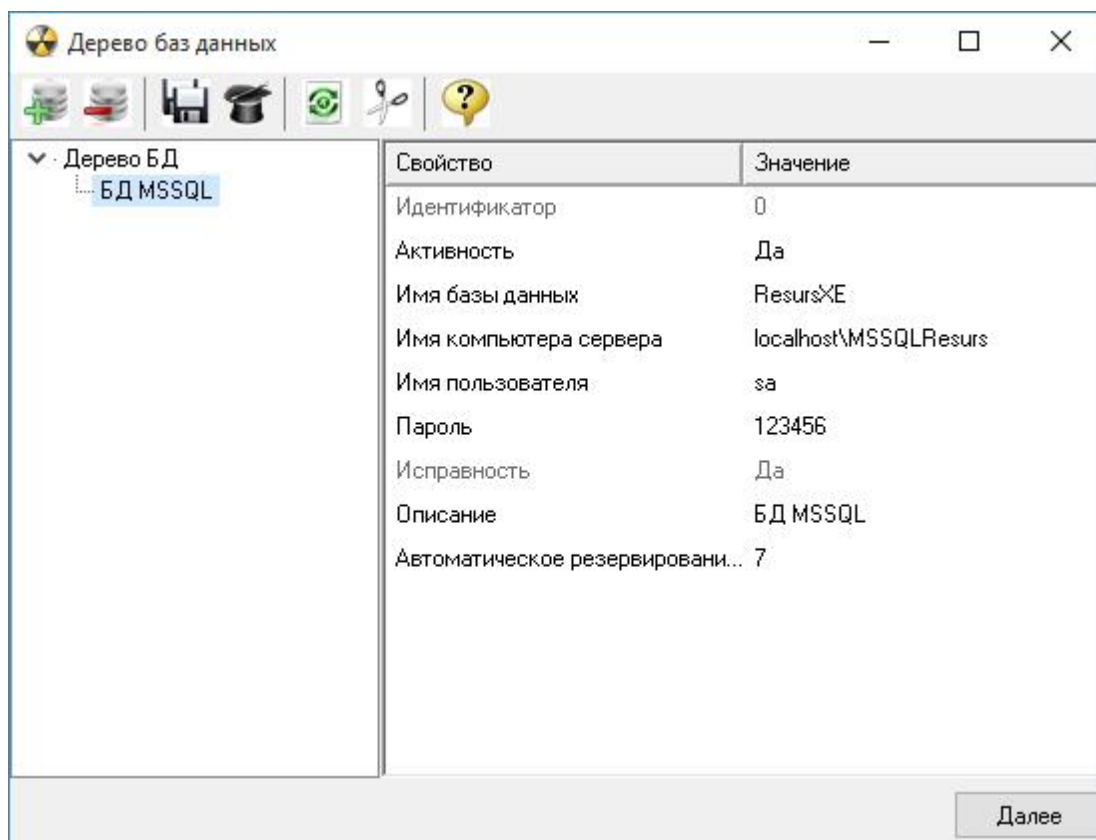 Дерево баз данных
Дерево БД
БД MSSQL
Свойство Значение
Идентификатор 0
Активность Да
Имя базы данных ResursXE
Имя компьютера сервера localhost\MSSQLResurs
Имя пользователя sa
Пароль 123456
Исправность Да
Описание БД MSSQL
Автоматическое резервировани... 7
Далее